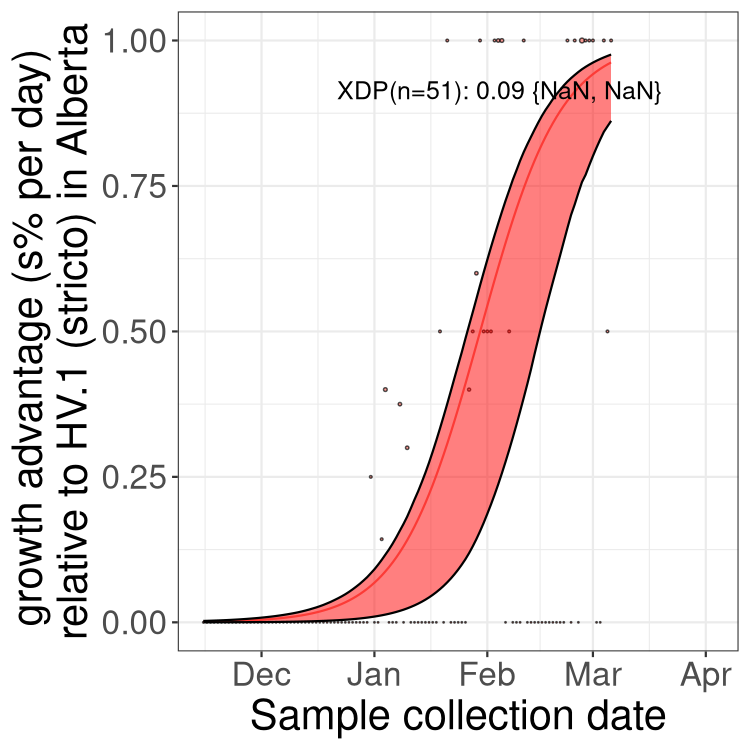 growth advantage (s% per day)
relative to HV.1 (stricto) in Alberta
1.00
0.75
0.50
0.25
0.00
XDP(n=51): 0.09 {NaN, NaN}
Dec Jan Feb Mar Apr
Sample collection date